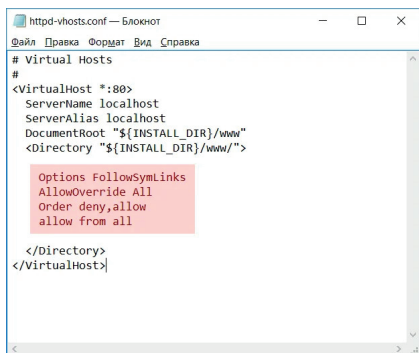 httpd-vhosts.conf — Блокнот
Файл Правка Формат Вид Справка
# Virtual Hosts
#
<VirtualHost *:80>
  ServerName localhost
  ServerAlias localhost
  DocumentRoot "${INSTALL_DIR}/www"
  <Directory "${INSTALL_DIR}/www/">
    Options FollowSymLinks
    AllowOverride All
    Order deny,allow
    allow from all
  </Directory>
</VirtualHost>